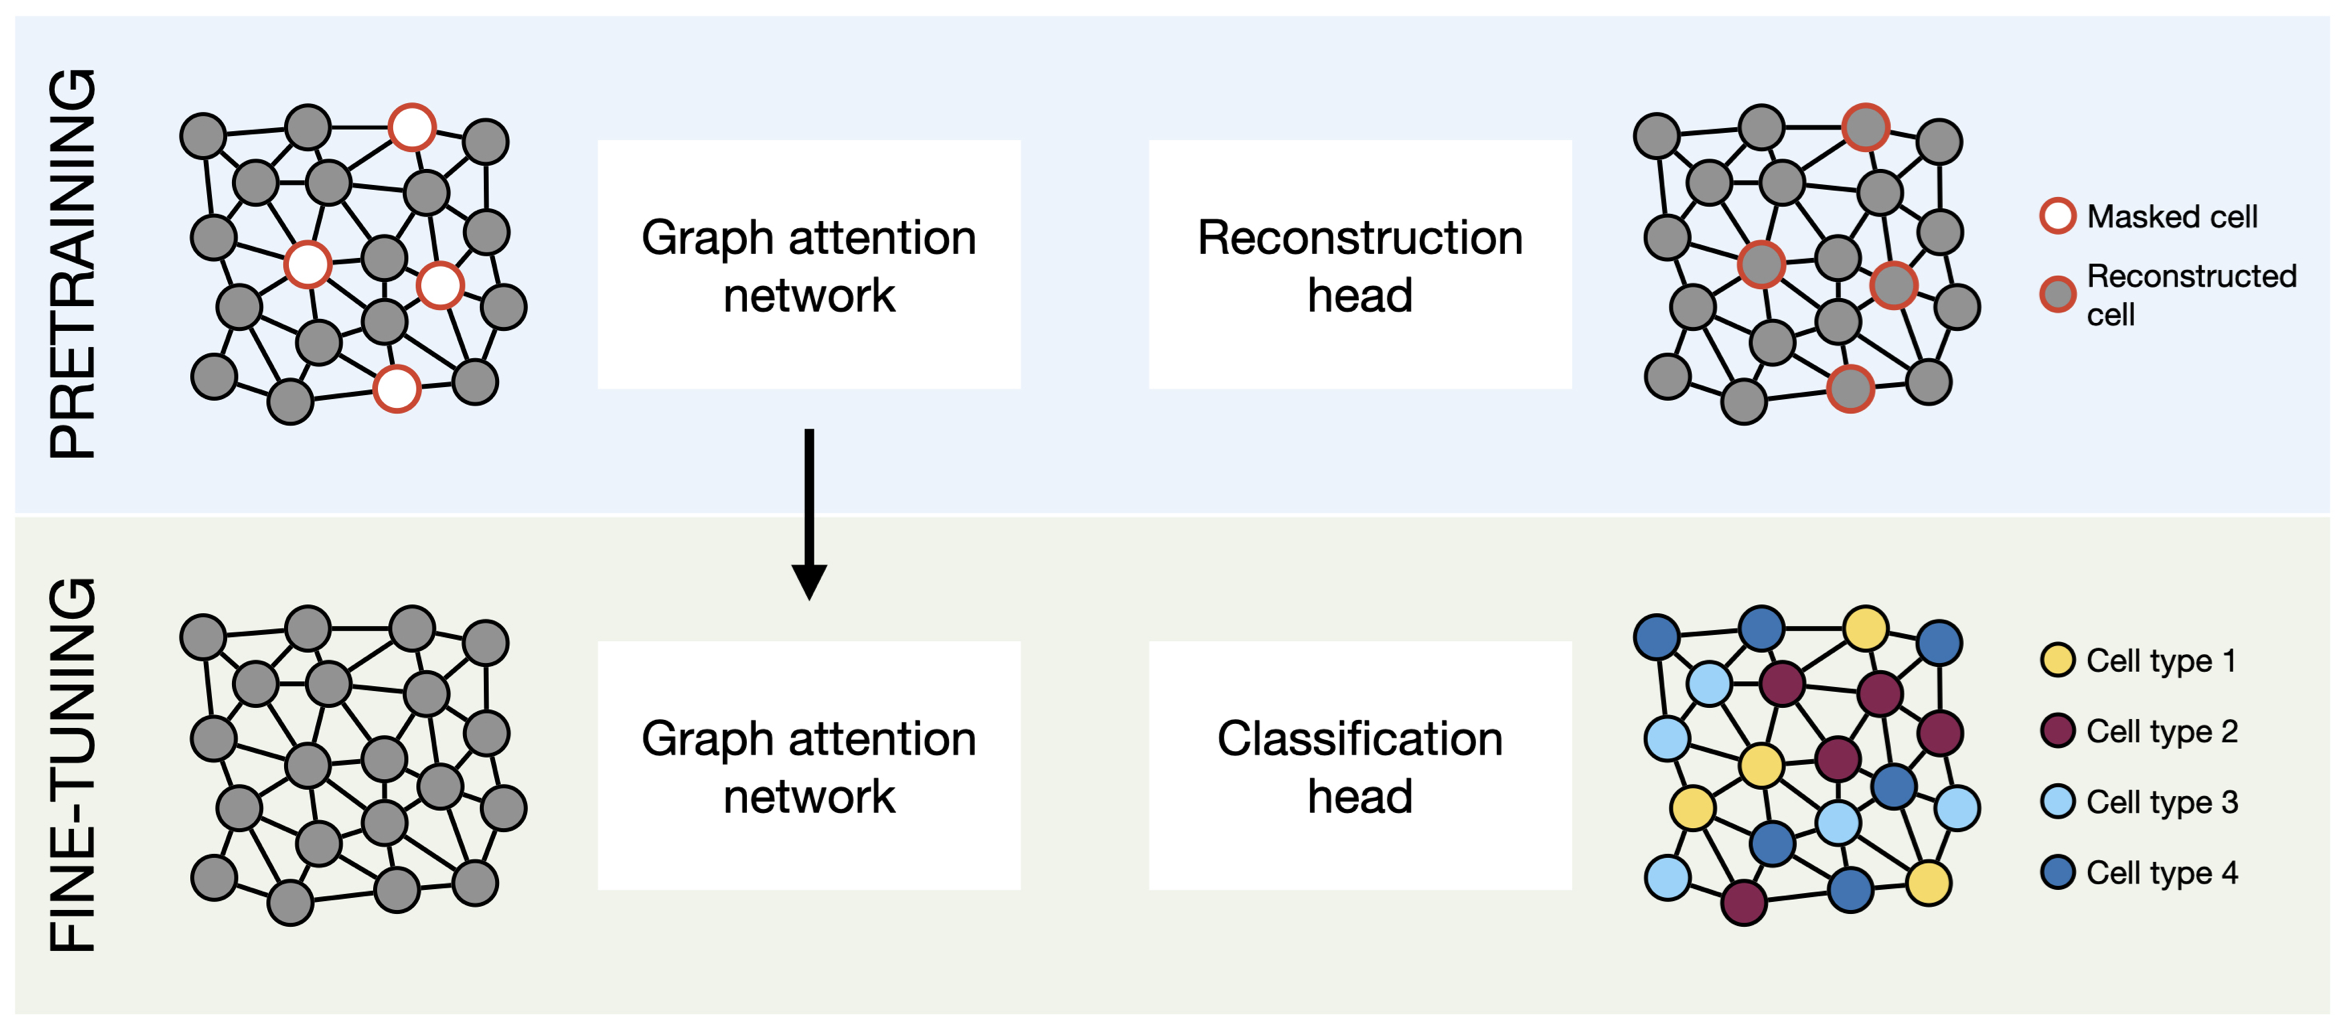 PRETRAINING
Graph attention
network
Reconstruction
head
Masked cell
Reconstructed
cell
FINE-TUNING
Graph attention
network
Classification
head
Cell type 1
Cell type 2
Cell type 3
Cell type 4